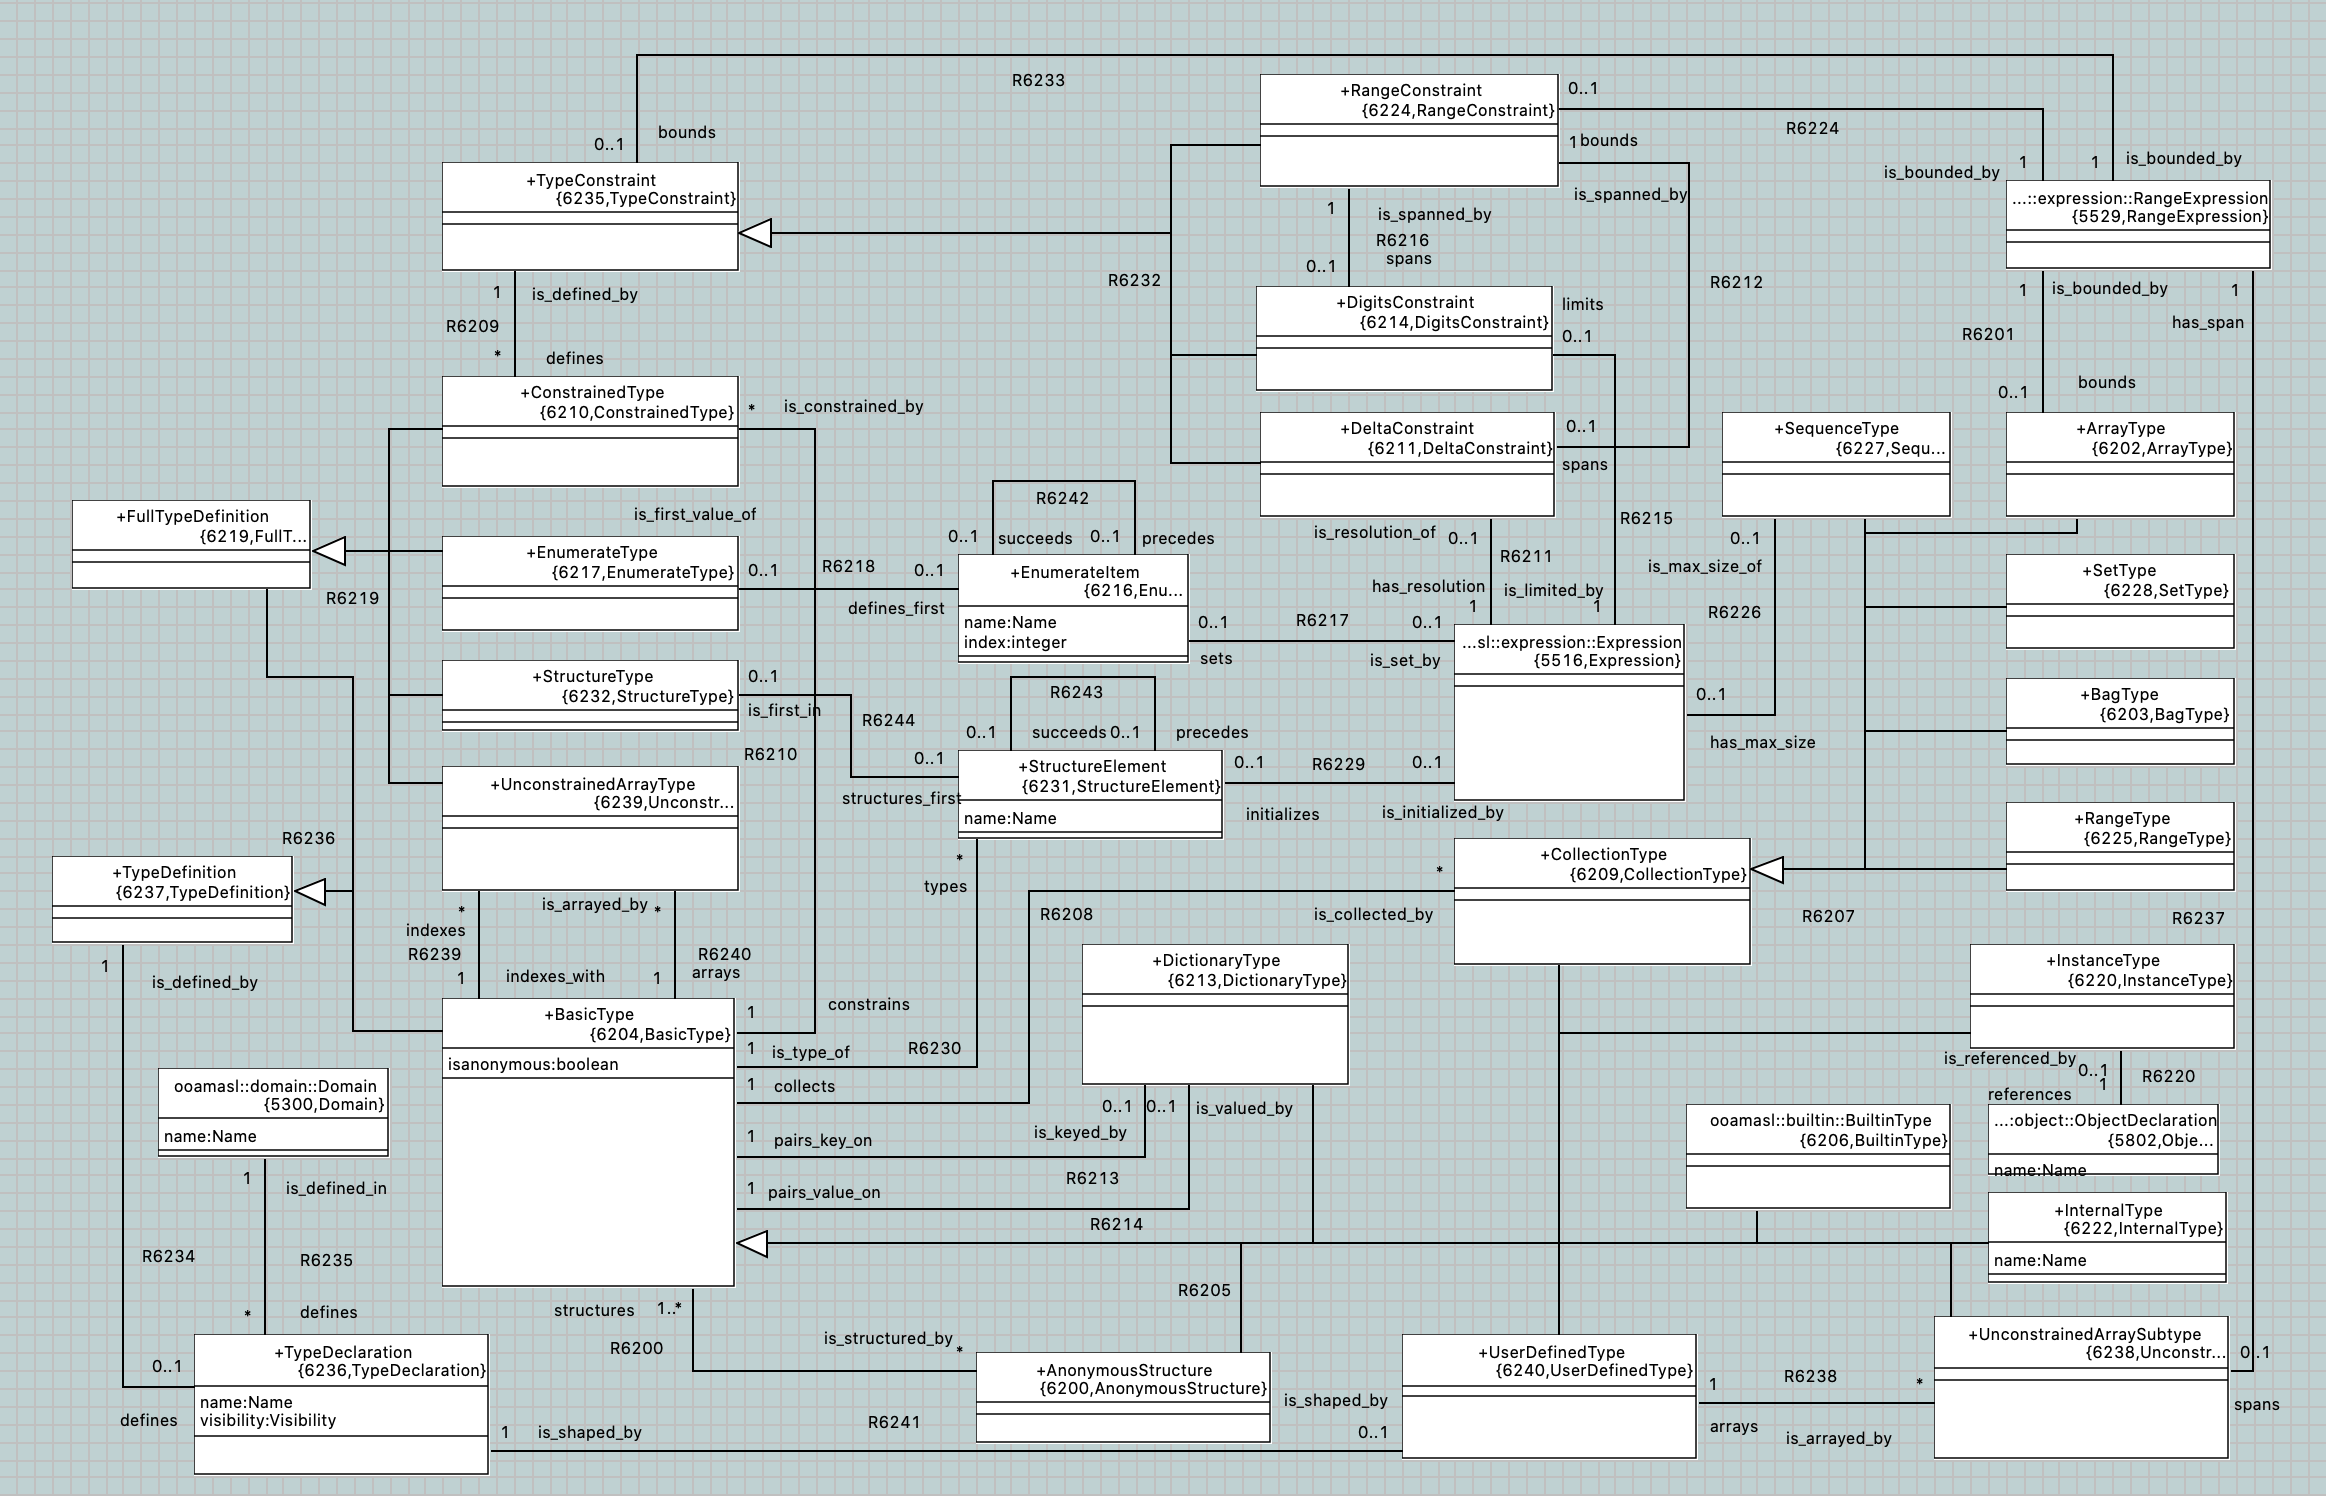 R6233
+RangeConstraint
{6224,RangeConstraint}
0..1
R6224
bounds
0..1
1
bounds
is_bounded_by
1
1
is_bounded_by
+TypeConstraint
{6235,TypeConstraint}
is_spanned_by
...::expression::RangeExpression
{5529,RangeExpression}
1
is_spanned_by
R6216
spans
0..1
R6232
R6212
1
is_defined_by
R6209
*
defines
+DigitsConstraint
{6214,DigitsConstraint}
limits
0..1
1
is_bounded_by
1
has_span
R6201
0..1
bounds
+ConstrainedType
{6210,ConstrainedType}
*
is_constrained_by
+DeltaConstraint
{6211,DeltaConstraint}
0..1
spans
+SequenceType
{6227,Sequ...
+ArrayType
{6202,ArrayType}
+FullTypeDefinition
{6219,FullT...
is_first_value_of
R6242
0..1
succeeds
0..1
precedes
is_resolution_of
0..1
R6215
0..1
is_max_size_of
R6211
has_resolution
1
is_limited_by
1
+EnumerateType
{6217,EnumerateType}
0..1
R6218
0..1
defines_first
+EnumerateItem
{6216,Enu...
name:Name
index:integer
R6219
0..1
R6217
0..1
sets
is_set_by
...sl::expression::Expression
{5516,Expression}
R6226
+SetType
{6228,SetType}
+StructureType
{6232,StructureType}
0..1
is_first_in
R6244
R6243
0..1
succeeds
0..1
precedes
0..1
has_max_size
+BagType
{6203,BagType}
R6210
0..1
structures_first
+StructureElement
{6231,StructureElement}
name:Name
0..1
R6229
0..1
initializes
is_initialized_by
+UnconstrainedArrayType
{6239,Unconstr...
+RangeType
{6225,RangeType}
R6236
+TypeDefinition
{6237,TypeDefinition}
*
types
*
+CollectionType
{6209,CollectionType}
*
indexes
R6239
1
indexes_with
is_arrayed_by
*
R6240
arrays
1
R6208
is_collected_by
R6207
R6237
1
is_defined_by
+DictionaryType
{6213,DictionaryType}
+InstanceType
{6220,InstanceType}
+BasicType
{6204,BasicType}
isanonymous:boolean
1
constrains
1
is_type_of
R6230
1
collects
is_referenced_by
0..1
1
R6220
references
ooamasl::domain::Domain
{5300,Domain}
name:Name
0..1
0..1
is_valued_by
is_keyed_by
1
pairs_key_on
R6213
1
pairs_value_on
R6214
ooamasl::builtin::BuiltinType
{6206,BuiltinType}
...:object::ObjectDeclaration
{5802,Obje...
name:Name
1
is_defined_in
+InternalType
{6222,InternalType}
name:Name
R6234
R6235
R6205
*
defines
structures
1..*
R6200
is_structured_by
*
+TypeDeclaration
{6236,TypeDeclaration}
name:Name
visibility:Visibility
0..1
defines
+AnonymousStructure
{6200,AnonymousStructure}
+UserDefinedType
{6240,UserDefinedType}
+UnconstrainedArraySubtype
{6238,Unconstr...
0..1
spans
1
R6238
*
arrays
is_arrayed_by
1
is_shaped_by
R6241
is_shaped_by
0..1